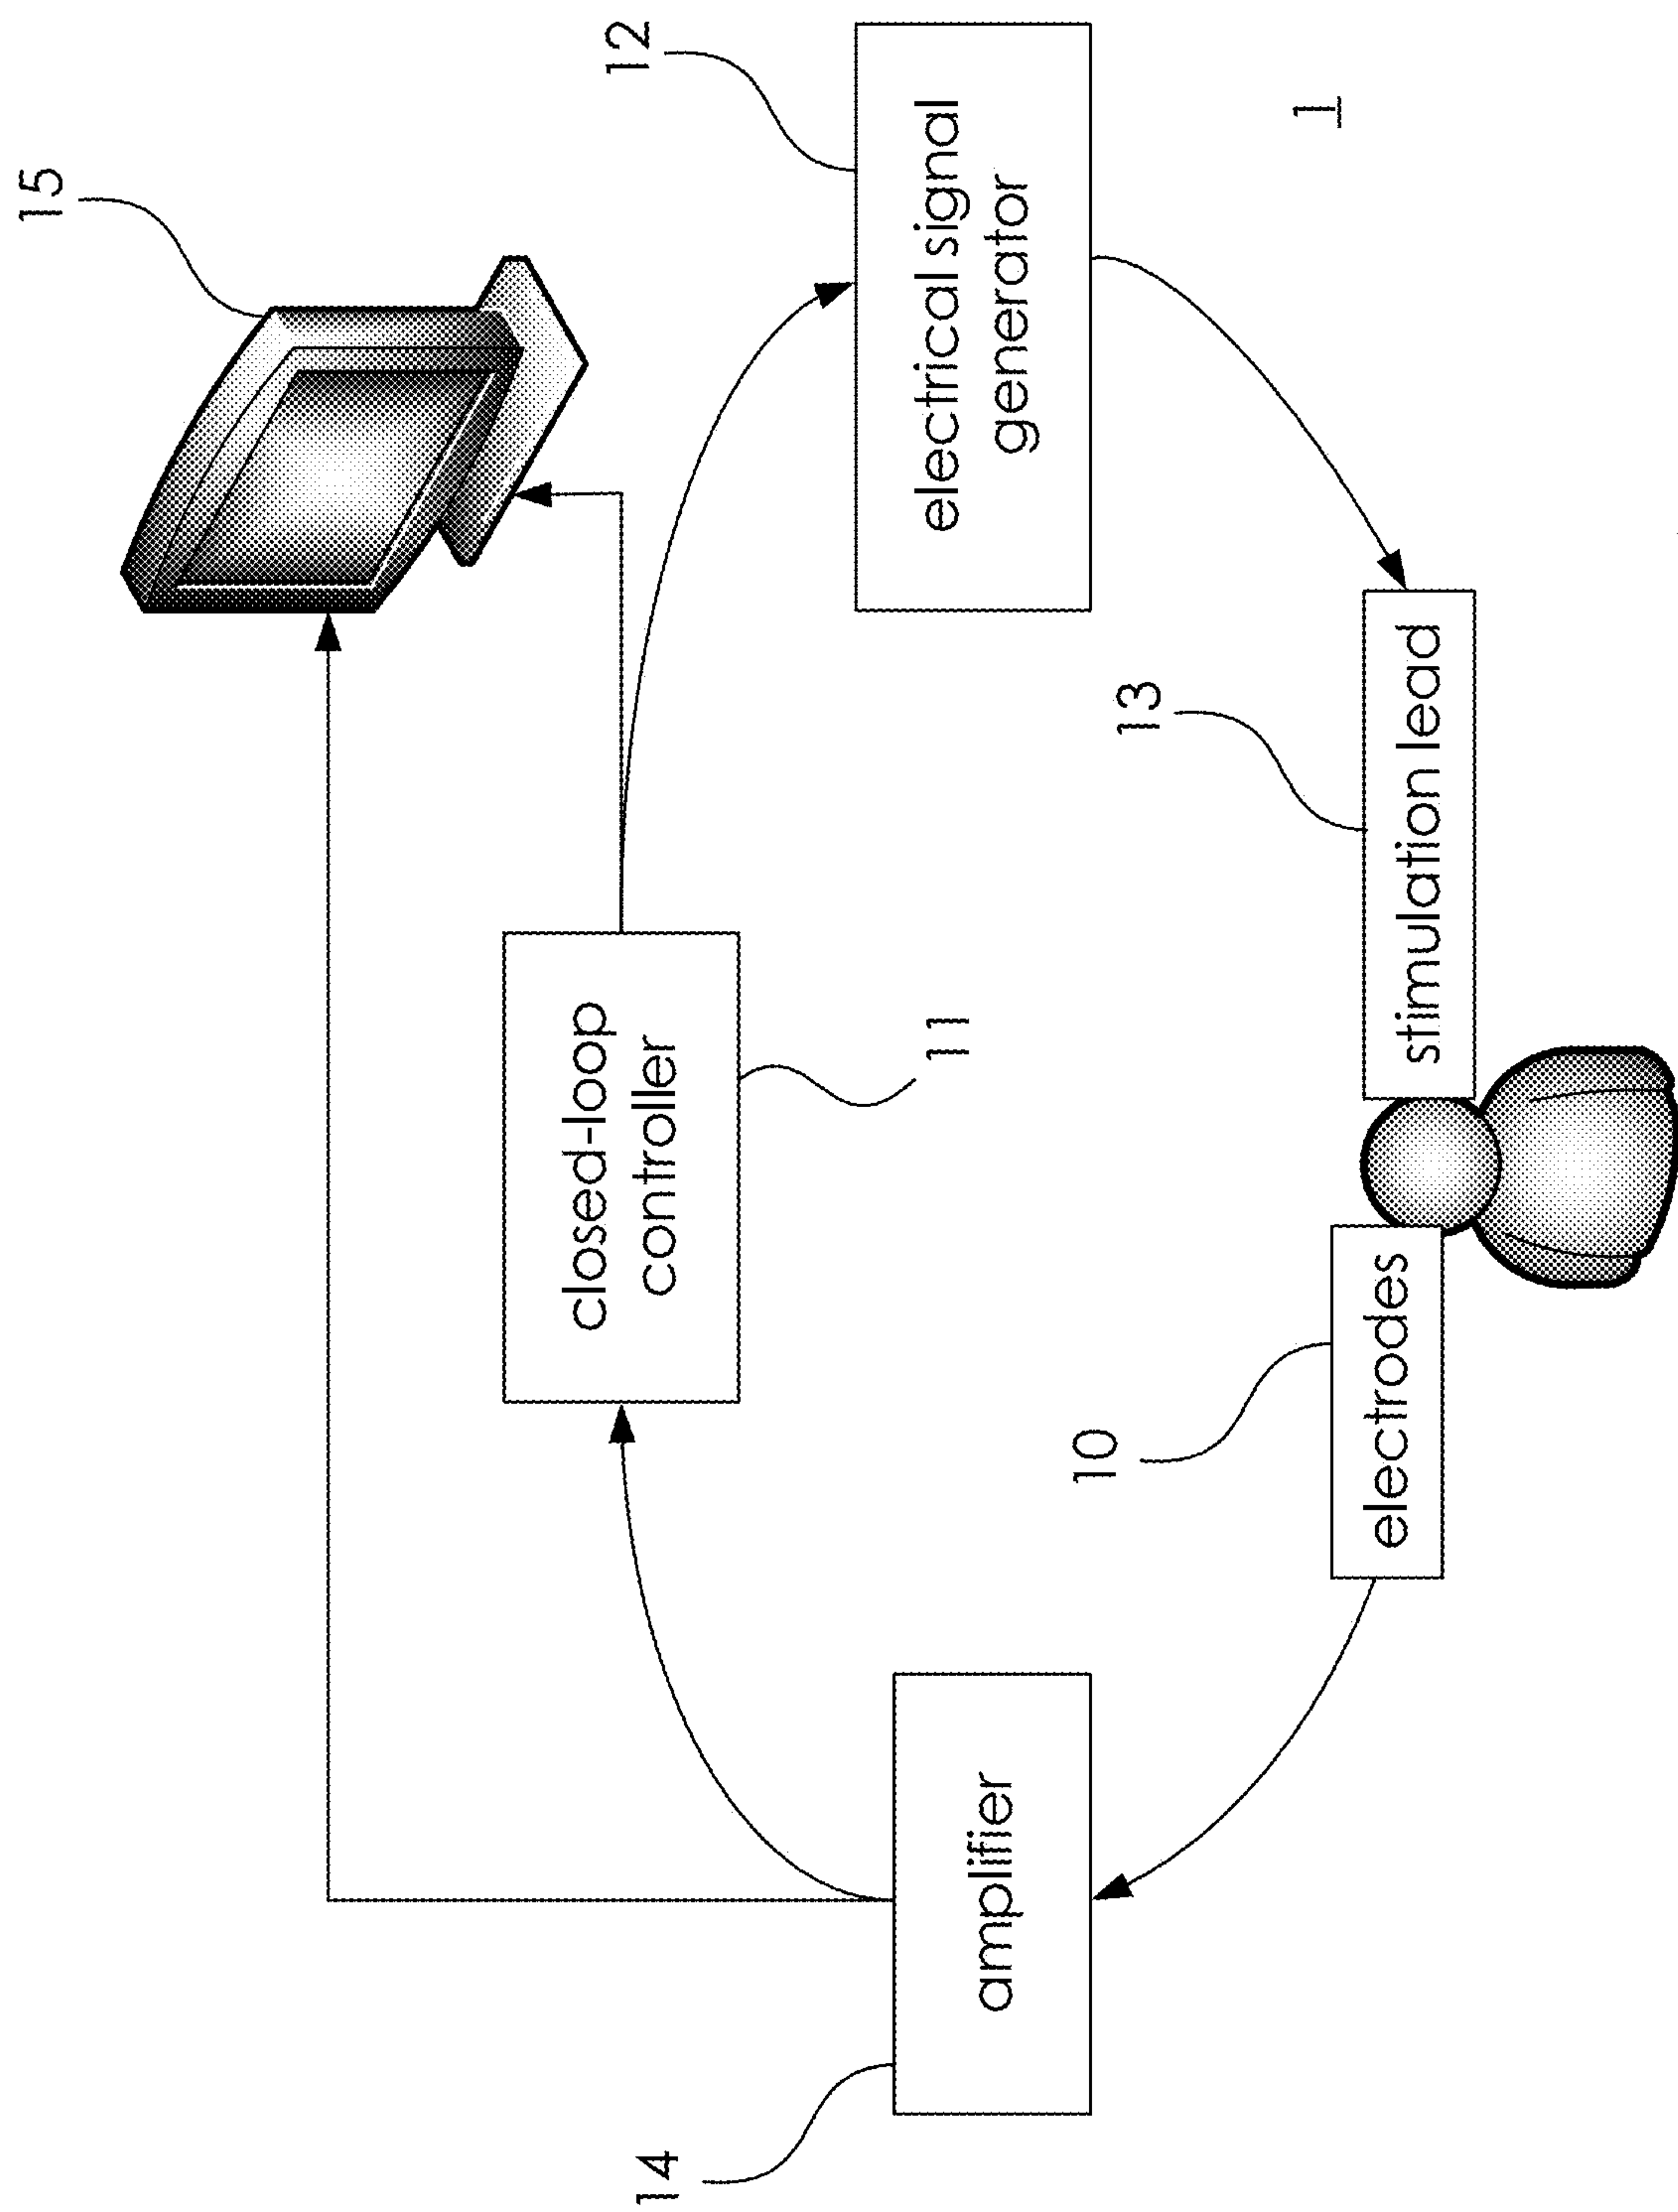 15
12
closed-loop
controller
11
electrical signal
generator
14
amplifier
10
electrodes
13
stimulation lead
1